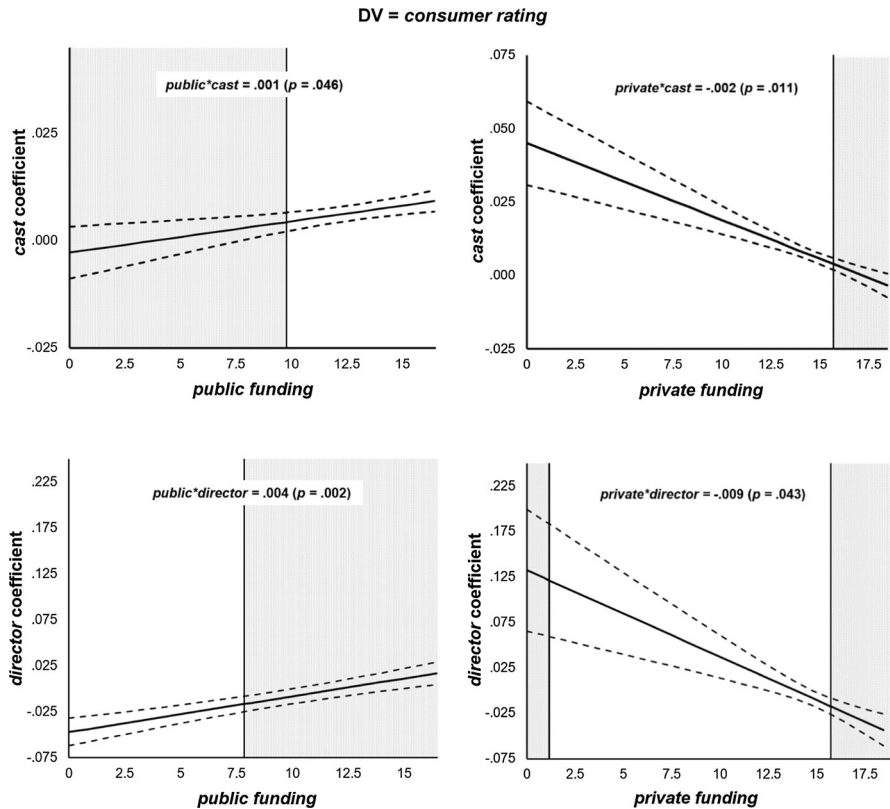 DV = consumer rating
public*cast = .001 (p = .046)
.025
.000
-.025
cast coefficient
0 2.5 5 7.5 10 12.5 15
public funding
private*cast = -.002 (p = .011)
.075
.050
.025
.000
-.025
cast coefficient
0 2.5 5 7.5 10 12.5 15 17.5
private funding
public*director = .004 (p = .002)
.225
.175
.125
.075
.025
-.025
-.075
director coefficient
0 2.5 5 7.5 10 12.5 15
public funding
private*director = -.009 (p = .043)
.225
.175
.125
.075
.025
-.025
-.075
director coefficient
0 2.5 5 7.5 10 12.5 15 17.5
private funding